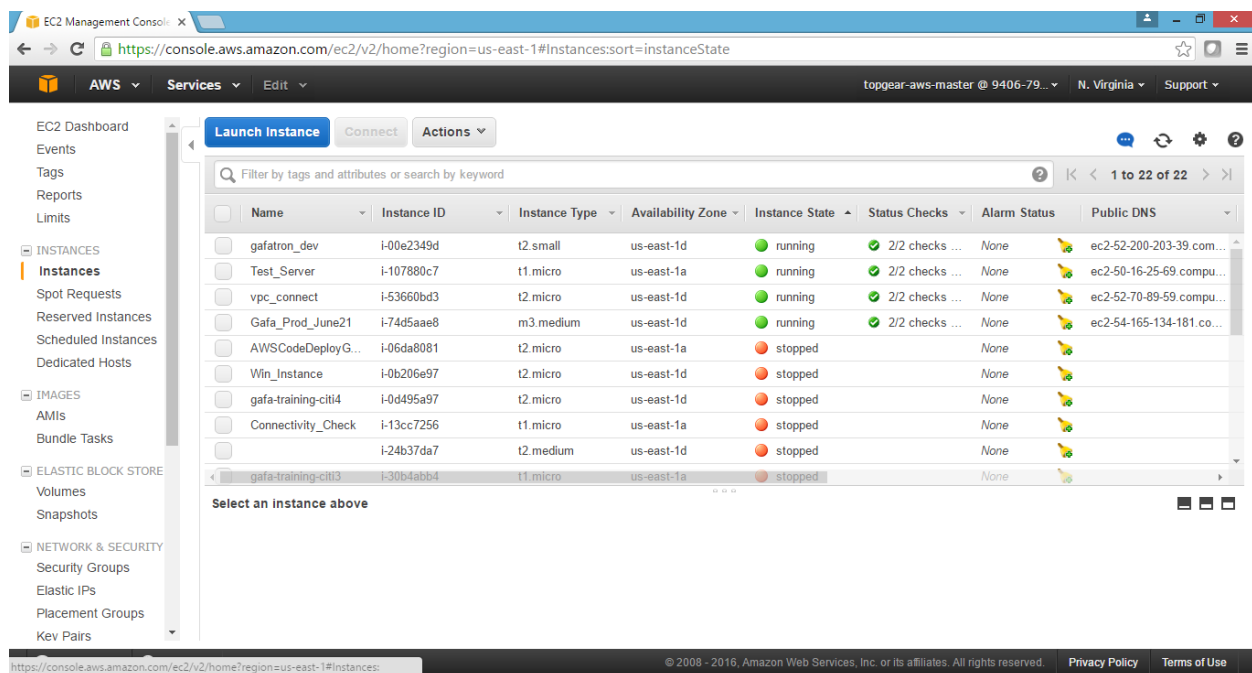 EC2 Management Console
https://console.aws.amazon.com/ec2/v2/home?region=us-east-1#Instances:sort=instanceState
AWS Services Edit topgear-aws-master @ 9406-79... N. Virginia Support
EC2 Dashboard
Events
Tags
Reports
Limits
INSTANCES
Instances
Spot Requests
Reserved Instances
Scheduled Instances
Dedicated Hosts
IMAGES
AMIs
Bundle Tasks
ELASTIC BLOCK STORE
Volumes
Snapshots
NETWORK & SECURITY
Security Groups
Elastic IPs
Placement Groups
Key Pairs
Launch Instance Connect Actions
Filter by tags and attributes or search by keyword 1 to 22 of 22
Name Instance ID Instance Type Availability Zone Instance State Status Checks Alarm Status Public DNS
gafatron_dev i-00e2349d t2.small us-east-1d running 2/2 checks ... None ec2-52-200-203-39.com...
Test_Server i-107880c7 t1.micro us-east-1a running 2/2 checks ... None ec2-50-16-25-69.compu...
vpc_connect i-53660bd3 t2.micro us-east-1d running 2/2 checks ... None ec2-52-70-89-59.compu...
Gafa_Prod_June21 i-74d5aae8 m3.medium us-east-1d running 2/2 checks ... None ec2-54-165-134-181.co...
AWSCodeDeployG... i-06da8081 t2.micro us-east-1a stopped None
Win_Instance i-0b206e97 t2.micro us-east-1d stopped None
gafa-training-citi4 i-0d495a97 t2.micro us-east-1d stopped None
Connectivity_Check i-13cc7256 t1.micro us-east-1a stopped None
i-24b37da7 t2.medium us-east-1d stopped None
gafa-training-citi3 i-30b4abb4 t1.micro us-east-1a stopped None
Select an instance above
https://console.aws.amazon.com/ec2/v2/home?region=us-east-1#Instances:
© 2008 - 2016, Amazon Web Services, Inc. or its affiliates. All rights reserved. Privacy Policy Terms of Use